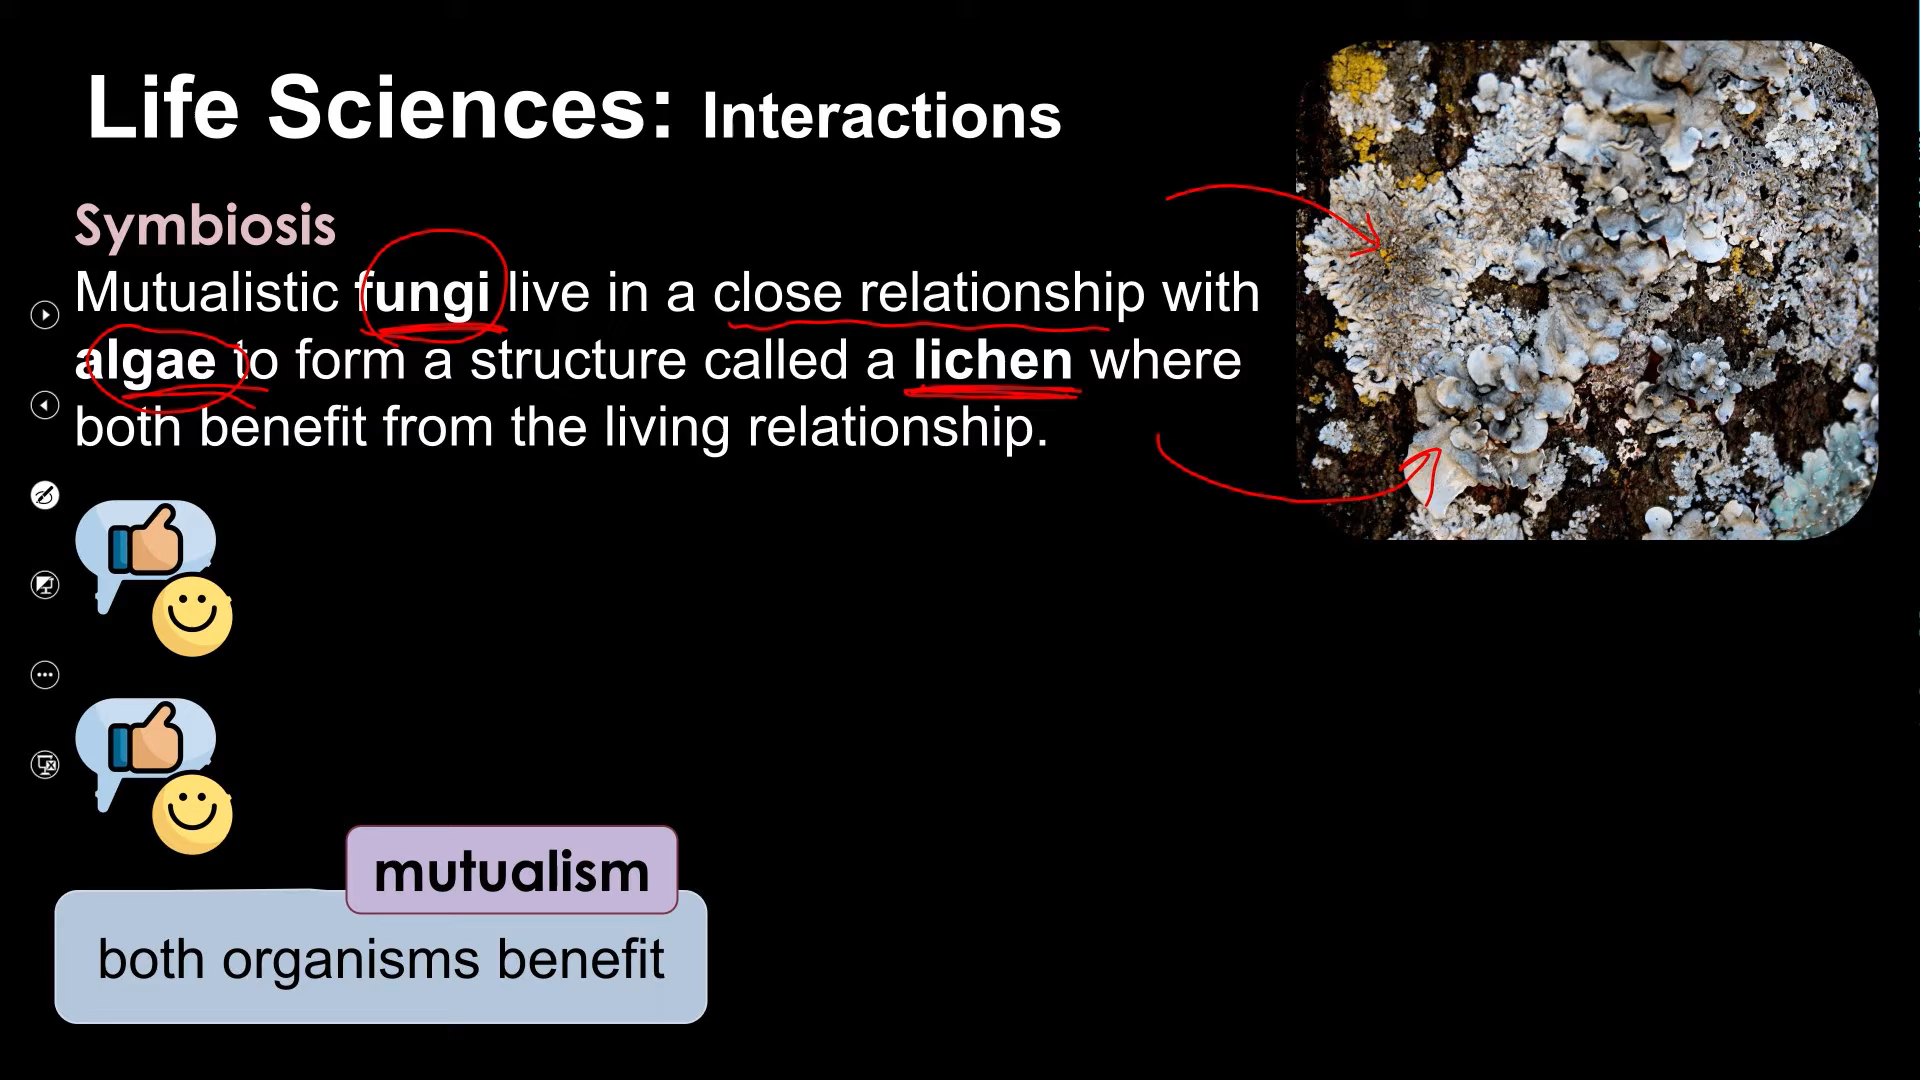 Life Sciences: Interactions
Symbiosis
Mutualistic fungi live in a close relationship with
algae to form a structure called a lichen where
both benefit from the living relationship.
mutualism
both organisms benefit